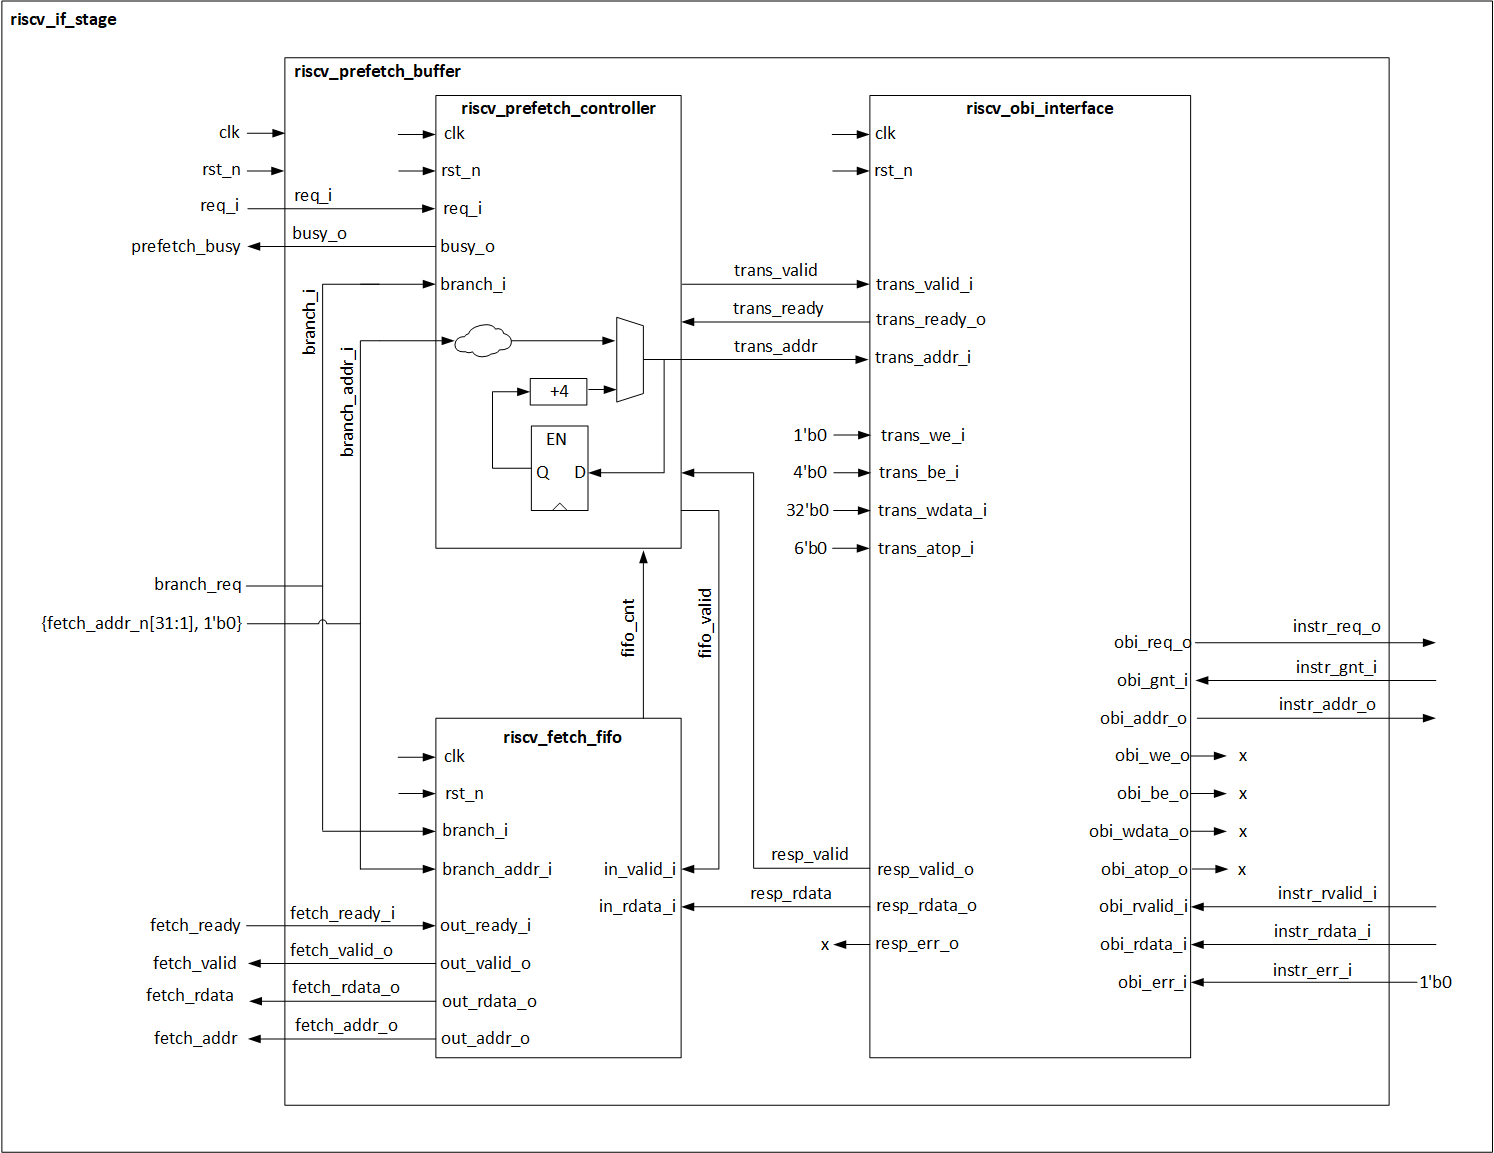 riscv_if_stage
riscv_prefetch_buffer
riscv_prefetch_controller
riscv_obi_interface
clk
clk
clk
rst_n
rst_n
rst_n
req_i
req_i
req_i
prefetch_busy
busy_o
busy_o
branch_i
branch_i
branch_addr_i
+4
EN
Q
D
trans_valid
trans_valid_i
trans_ready
trans_ready_o
trans_addr
trans_addr_i
1'b0
trans_we_i
4'b0
trans_be_i
32'b0
trans_wdata_i
6'b0
trans_atop_i
branch_req
{fetch_addr_n[31:1], 1'b0}
fifo_cnt
fifo_valid
obi_req_o
instr_req_o
obi_gnt_i
instr_gnt_i
obi_addr_o
instr_addr_o
obi_we_o
x
obi_be_o
x
obi_wdata_o
x
obi_atop_o
x
obi_rvalid_i
instr_rvalid_i
obi_rdata_i
instr_rdata_i
obi_err_i
instr_err_i
1'b0
riscv_fetch_fifo
clk
rst_n
branch_i
branch_addr_i
in_valid_i
in_rdata_i
resp_valid
resp_valid_o
resp_rdata
resp_rdata_o
x
resp_err_o
fetch_ready
fetch_ready_i
out_ready_i
fetch_valid
fetch_valid_o
out_valid_o
fetch_rdata
fetch_rdata_o
out_rdata_o
fetch_addr
fetch_addr_o
out_addr_o